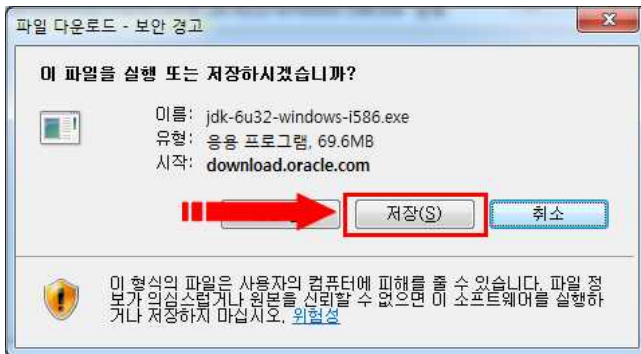 파일 다운로드 - 보안 경고
이 파일을 실행 또는 저장하시겠습니까?
이름: jdk-6u32-windows-i586.exe
유형: 응용 프로그램, 69.6MB
시작: download.oracle.com
저장(S) 취소
이 형식의 파일은 사용자의 컴퓨터에 피해를 줄 수 있습니다. 파일 정
보가 의심스럽거나 원본을 신뢰할 수 없으면 이 소프트웨어를 실행하
거나 저장하지 마십시오. 위험성